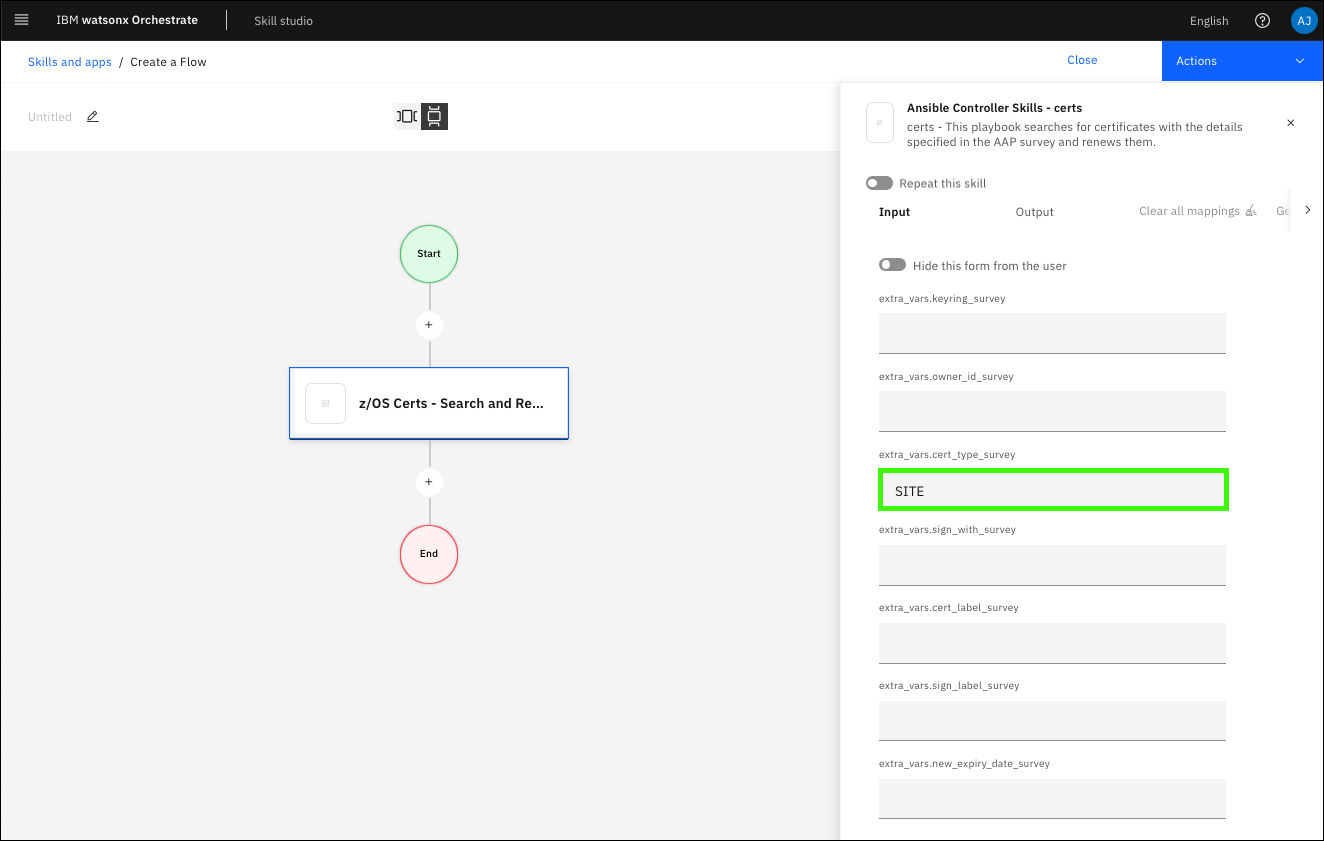 IBM watsonx Orchestrate
Skill studio
English
AJ
Skills and apps / Create a Flow
Close
Actions
Untitled
Start
+
z/OS Certs - Search and Re...
+
End
Ansible Controller Skills - certs
certs - This playbook searches for certificates with the details
specified in the AAP survey and renews them.
Repeat this skill
Input
Output
Clear all mappings
Ge
Hide this form from the user
extra_vars.keyring_survey
extra_vars.owner_id_survey
extra_vars.cert_type_survey
SITE
extra_vars.sign_with_survey
extra_vars.cert_label_survey
extra_vars.sign_label_survey
extra_vars.new_expiry_date_survey